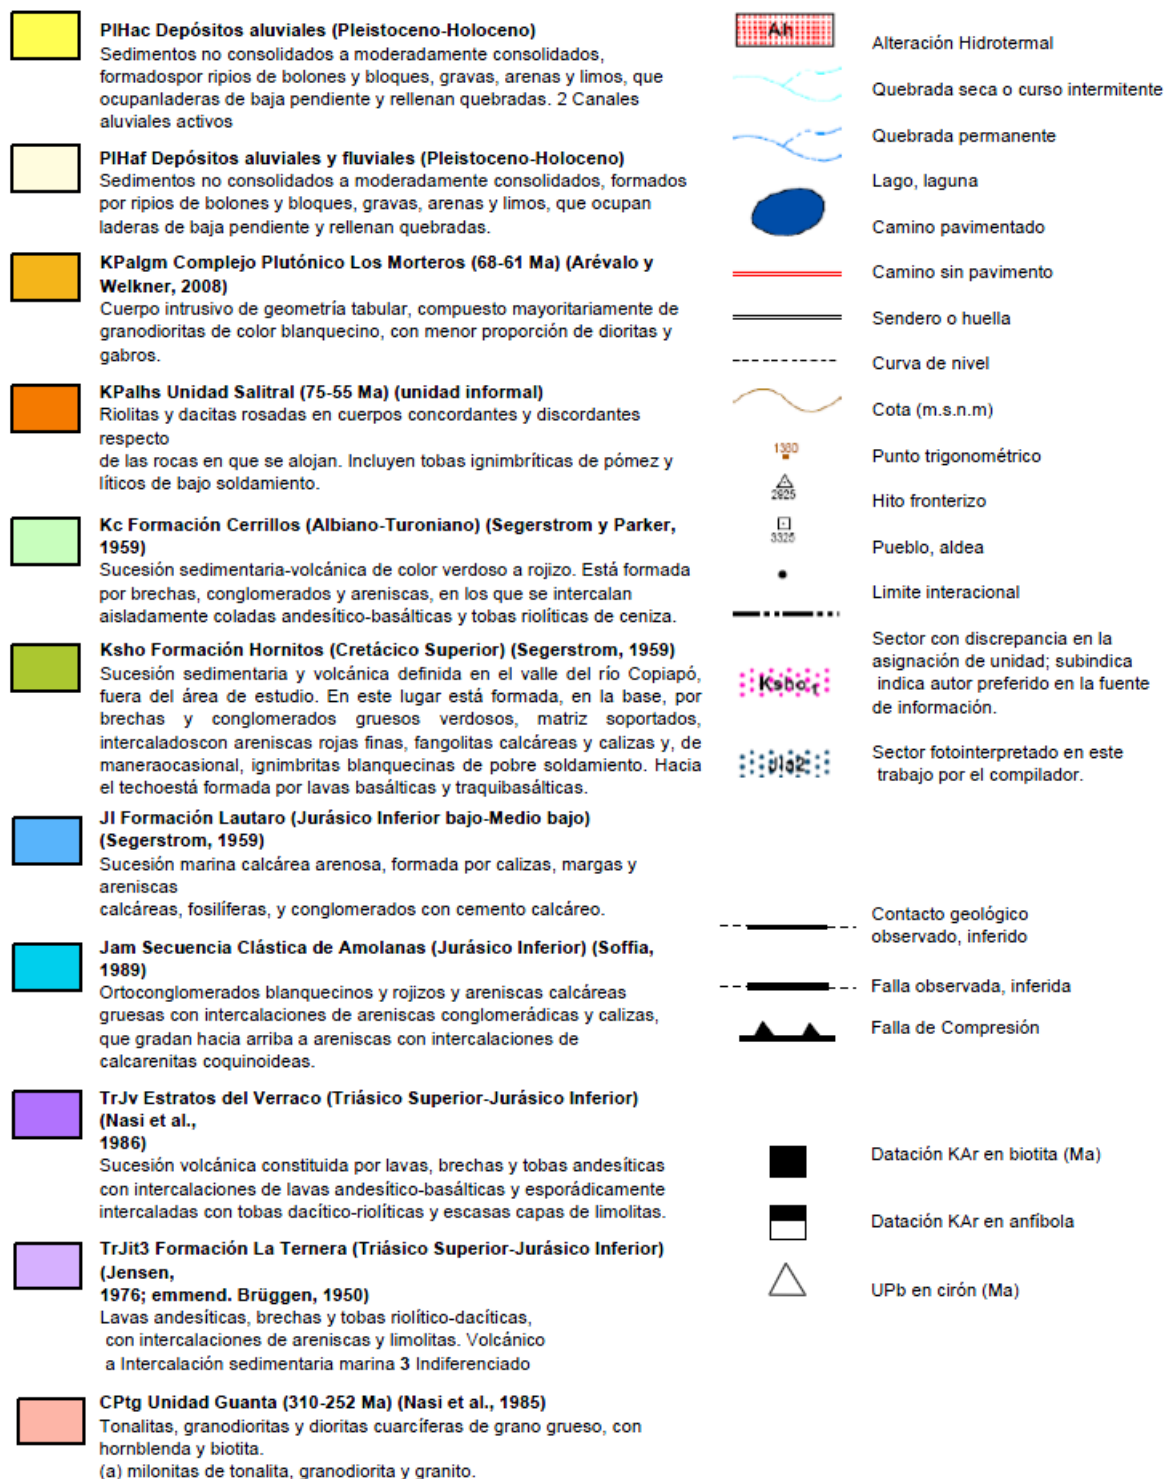 PlHac Depósitos aluviales (Pleistoceno-Holoceno)
Sedimentos no consolidados a moderadamente consolidados,
formadospor ripios de bolones y bloques, gravas, arenas y limos, que
ocupanladeras de baja pendiente y rellenan quebradas. 2 Canales
aluviales activos
PlHaf Depósitos aluviales y fluviales (Pleistoceno-Holoceno)
Sedimentos no consolidados a moderadamente consolidados, formados
por ripios de bolones y bloques, gravas, arenas y limos, que ocupan
laderas de baja pendiente y rellenan quebradas.
KPalgm Complejo Plutónico Los Morteros (68-61 Ma) (Arévalo y
Welkner, 2008)
Cuerpo intrusivo de geometría tabular, compuesto mayoritariamente de
granodioritas de color blanquecino, con menor proporción de dioritas y
gabros.
KPalhs Unidad Salitral (75-55 Ma) (unidad informal)
Riolitas y dacitas rosadas en cuerpos concordantes y discordantes
respecto
de las rocas en que se alojan. Incluyen tobas ignimbríticas de pómez y
líticos de bajo soldamiento.
Kc Formación Cerrillos (Albiano-Turoniano) (Segerstrom y Parker,
1959)
Sucesión sedimentaria-volcánica de color verdoso a rojizo. Está formada
por brechas, conglomerados y areniscas, en los que se intercalan
aisladamente coladas andesítico-basálticas y tobas riolíticas de ceniza.
Ksho Formación Hornitos (Cretácico Superior) (Segerstrom, 1959)
Sucesión sedimentaria y volcánica definida en el valle del río Copiapó,
fuera del área de estudio. En este lugar está formada, en la base, por
brechas y conglomerados gruesos verdosos, matriz soportados,
intercaladoscon areniscas rojas finas, fangolitas calcáreas y calizas y, de
maneraocasional, ignimbritas blanquecinas de pobre soldamiento. Hacia
el techoestá formada por lavas basálticas y traquibasálticas.
Jl Formación Lautaro (Jurásico Inferior bajo-Medio bajo)
(Segerstrom, 1959)
Sucesión marina calcárea arenosa, formada por calizas, margas y
areniscas
calcáreas, fosilíferas, y conglomerados con cemento calcáreo.
Jam Secuencia Clástica de Amolanas (Jurásico Inferior) (Soffia,
1989)
Ortoconglomerados blanquecinos y rojizos y areniscas calcáreas
gruesas con intercalaciones de areniscas conglomerádicas y calizas,
que gradan hacia arriba a areniscas con intercalaciones de
calcarenitas coquinoideas.
TrJv Estratos del Verraco (Triásico Superior-Jurásico Inferior)
(Nasi et al.,
1986)
Sucesión volcánica constituida por lavas, brechas y tobas andesíticas
con intercalaciones de lavas andesítico-basálticas y esporádicamente
intercaladas con tobas dacítico-riolíticas y escasas capas de limolitas.
TrJit3 Formación La Ternera (Triásico Superior-Jurásico Inferior)
(Jensen,
1976; emmend. Brüggen, 1950)
Lavas andesíticas, brechas y tobas riolítico-dacíticas,
con intercalaciones de areniscas y limolitas. Volcánico
a Intercalación sedimentaria marina 3 Indiferenciado
CPtg Unidad Guanta (310-252 Ma) (Nasi et al., 1985)
Tonalitas, granodioritas y dioritas cuarcíferas de grano grueso, con
hornblenda y biotita.
(a) milonitas de tonalita, granodiorita y granito.
Ah
Alteración Hidrotermal
Quebrada seca o curso intermitente
Quebrada permanente
Lago, laguna
Camino pavimentado
Camino sin pavimento
Sendero o huella
Curva de nivel
Cota (m.s.n.m)
1380
Punto trigonométrico
2825
Hito fronterizo
3325
Pueblo, aldea
Limite interacional
Sector con discrepancia en la
asignación de unidad; subindica
indica autor preferido en la fuente
de información.
Ksho1
Sector fotointerpretado en este
trabajo por el compilador.
Contacto geológico
observado, inferido
Falla observada, inferida
Falla de Compresión
Datación KAr en biotita (Ma)
Datación KAr en anfíbola
UPb en cirón (Ma)